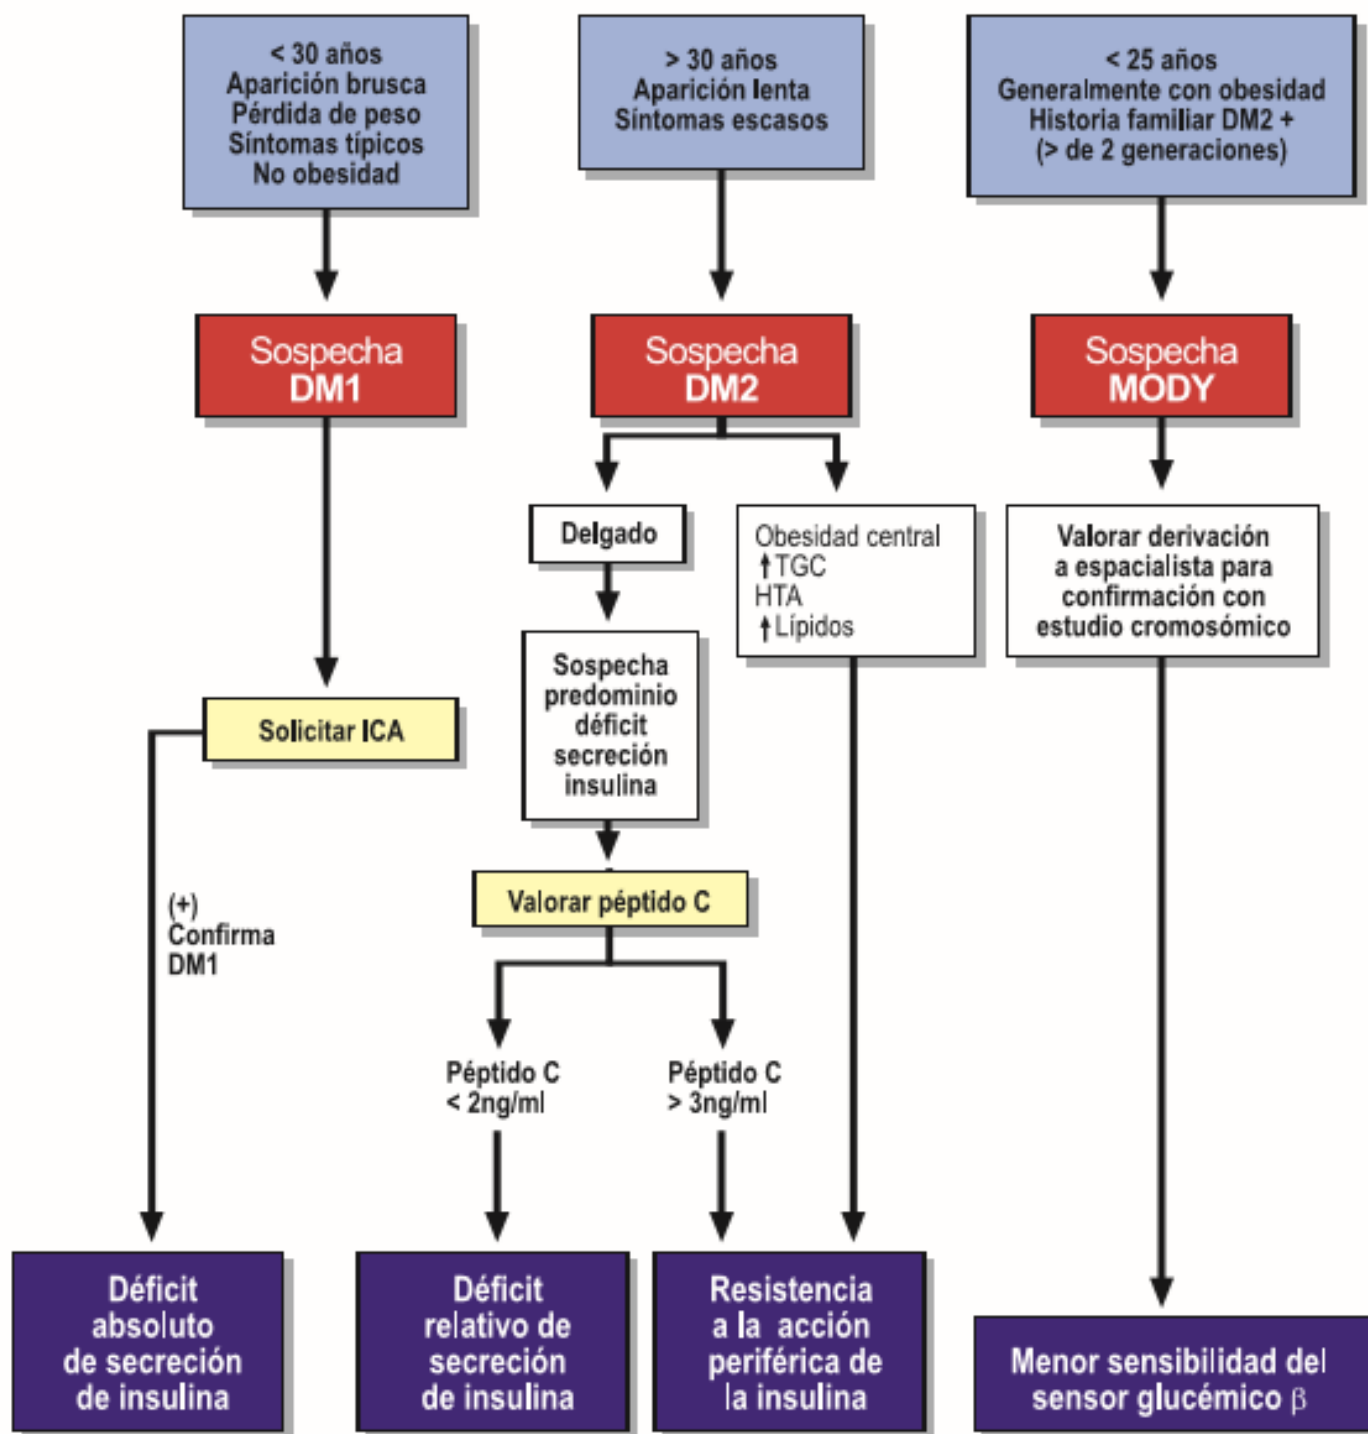 < 30 años
Aparición brusca
Pérdida de peso
Síntomas típicos
No obesidad
> 30 años
Aparición lenta
Síntomas escasos
< 25 años
Generalmente con obesidad
Historia familiar DM2 +
(> de 2 generaciones)
Sospecha
DM1
Sospecha
DM2
Sospecha
MODY
Delgado
Obesidad central
↑TGC
HTA
↑Lípidos
Valorar derivación
a espacialista para
confirmación con
estudio cromosómico
Sospecha
predominio
déficit
secreción
insulina
Solicitar ICA
Valorar péptido C
(+)
Confirma
DM1
Péptido C
< 2ng/ml
Péptido C
> 3ng/ml
Déficit
absoluto
de secreción
de insulina
Déficit
relativo de
secreción
de insulina
Resistencia
a la acción
periférica de
la insulina
Menor sensibilidad del
sensor glucémico β